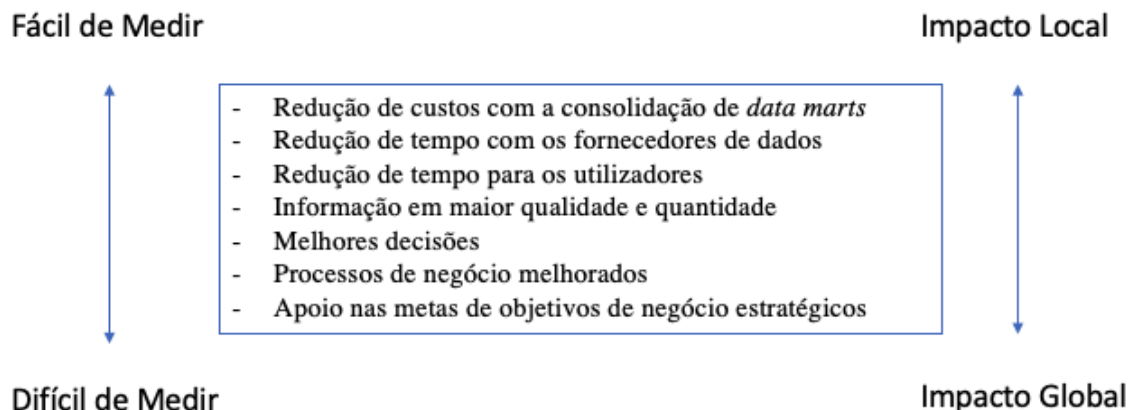 Fácil de Medir
Impacto Local
- Redução de custos com a consolidação de data marts
- Redução de tempo com os fornecedores de dados
- Redução de tempo para os utilizadores
- Informação em maior qualidade e quantidade
- Melhores decisões
- Processos de negócio melhorados
- Apoio nas metas de objetivos de negócio estratégicos
Difícil de Medir
Impacto Global